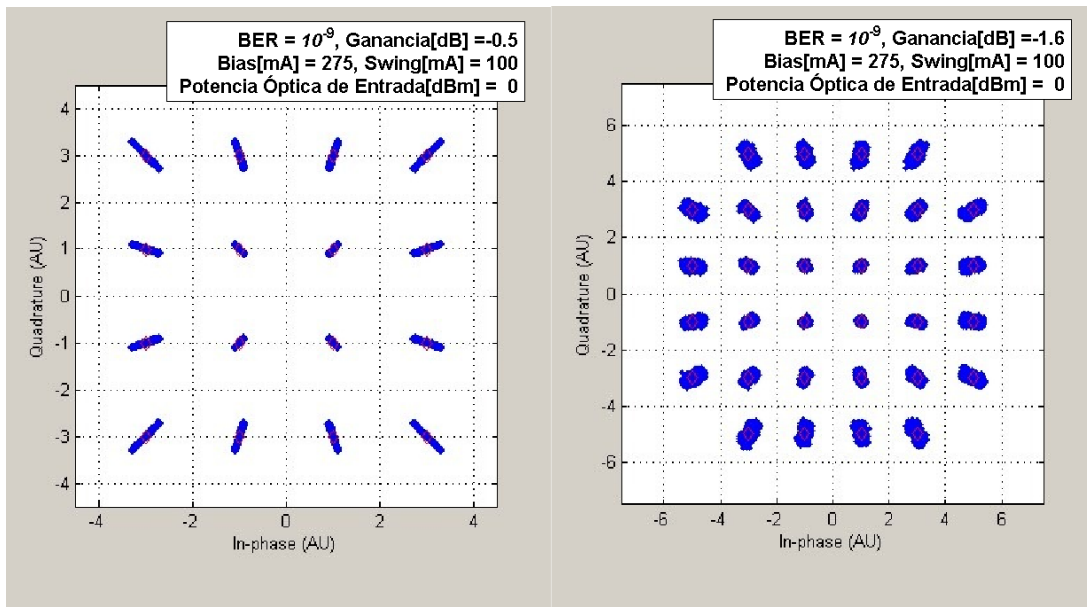 BER = 10-9, Ganancia[dB] =-0.5
Bias[mA] = 275, Swing[mA] = 100
Potencia Óptica de Entrada[dBm] = 0
4
3
2
1
0
-1
-2
-3
-4
Quadrature (AU)
-4
-2
0
2
4
In-phase (AU)
BER = 10-9, Ganancia[dB] =-1.6
Bias[mA] = 275, Swing[mA] = 100
Potencia Óptica de Entrada[dBm] = 0
6
4
2
0
-2
-4
-6
Quadrature (AU)
-6
-4
-2
0
2
4
6
In-phase (AU)